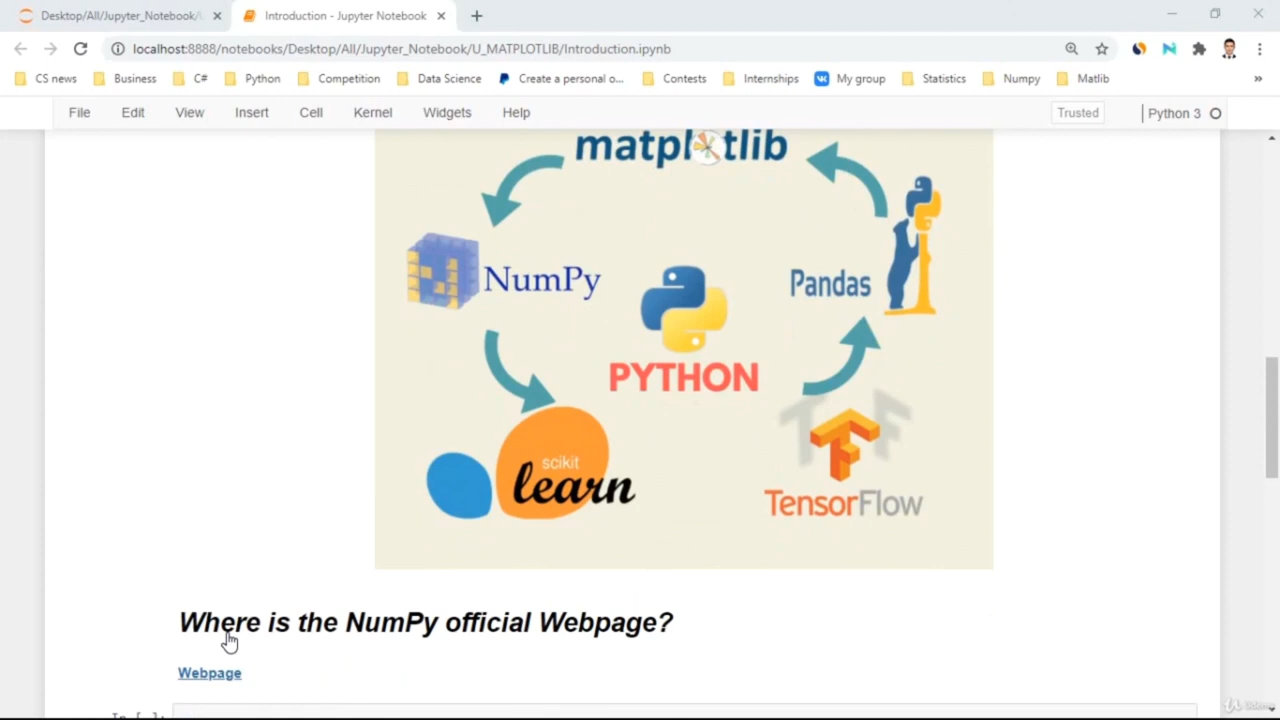 Desktop/All/Jupyter_Notebook/
Introduction - Jupyter Notebook
localhost:8888/notebooks/Desktop/All/Jupyter_Notebook/U_MATPLOTLIB/Introduction.ipynb
CS news Business C# Python Competition Data Science Create a personal o... Contests Internships My group Statistics Numpy Matlib »
File Edit View Insert Cell Kernel Widgets Help Trusted Python 3
matplotlib
NumPy
Pandas
PYTHON
scikit
learn
TensorFlow
Where is the NumPy official Webpage?
Webpage
In [ ]: